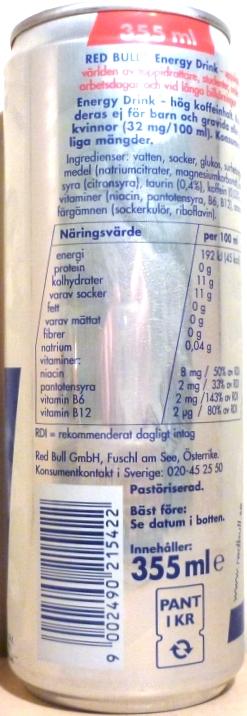 355 ml
RED BULL Energy Drink -
världen av toppidrottare,
arbetsdagar och vid långa
Energy Drink - hög koffeinhalt.
deras ej för barn och gravida
kvinnor (32 mg/100 ml).
liga mängder.
Ingredienser: vatten, socker, glukos,
medel (natriumcitrater,
syra (citronsyra), taurin (0,4%), koffein
vitaminer (niacin, pantotensyra, B6, B12),
färgämnen (sockerkulör, riboflavin).
Näringsvärde per 100 ml
energi 192 kJ (45
protein 0 g
kolhydrater 11 g
varav socker 11 g
fett 0 g
varav mättat 0 g
fibrer 0 g
natrium 0,04 g
vitaminer:
niacin 8 mg / 50% av
pantotensyra 2 mg / 33% av
vitamin B6 2 mg /143% av
vitamin B12 2 µg / 80% av
RDI = rekommenderat dagligt intag
Red Bull GmbH, Fuschl am See, Österrike.
Konsumentkontakt i Sverige: 020-45 25 50
Pastöriserad.
Bäst före:
Se datum i botten.
Innehåller:
355 ml e
PANT
1 KR
9 002490 215422
www.redbull.se